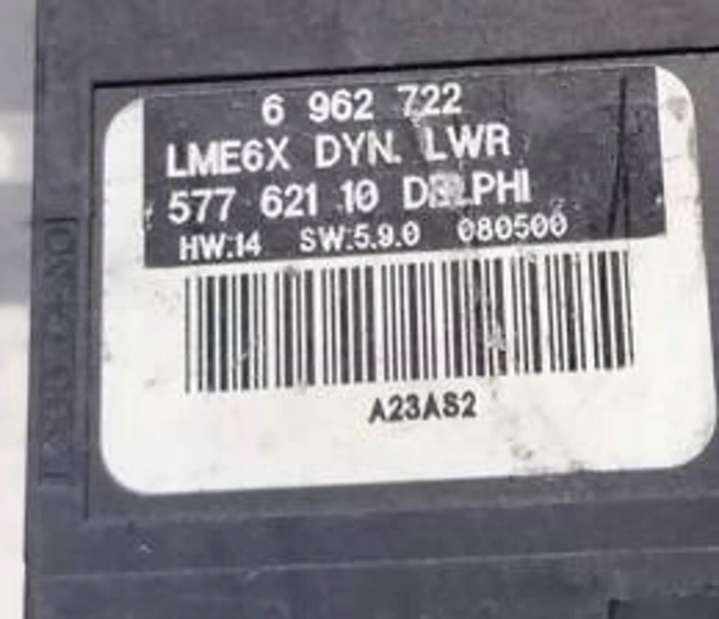 6 962 722
LME6X DYN. LWR
577 621 10 DELPHI
HW:14 SW:5.9.0 080500
A23AS2